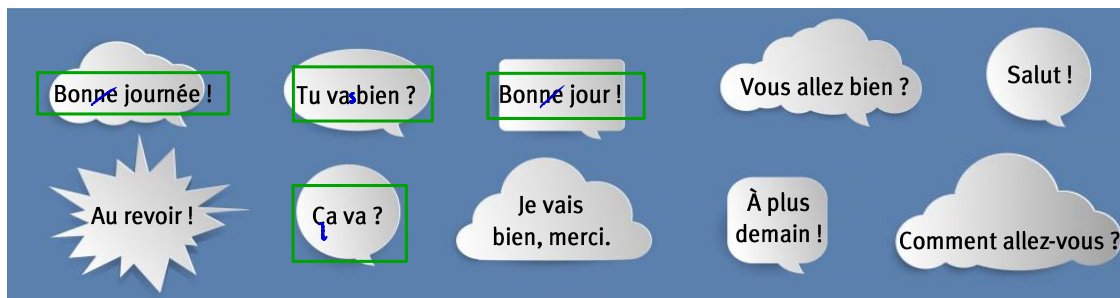 Bonne journée !
Tu vas bien ?
Bonne jour !
Vous allez bien ?
Salut !
Au revoir !
Ça va ?
Je vais
bien, merci.
À plus
demain !
Comment allez-vous ?